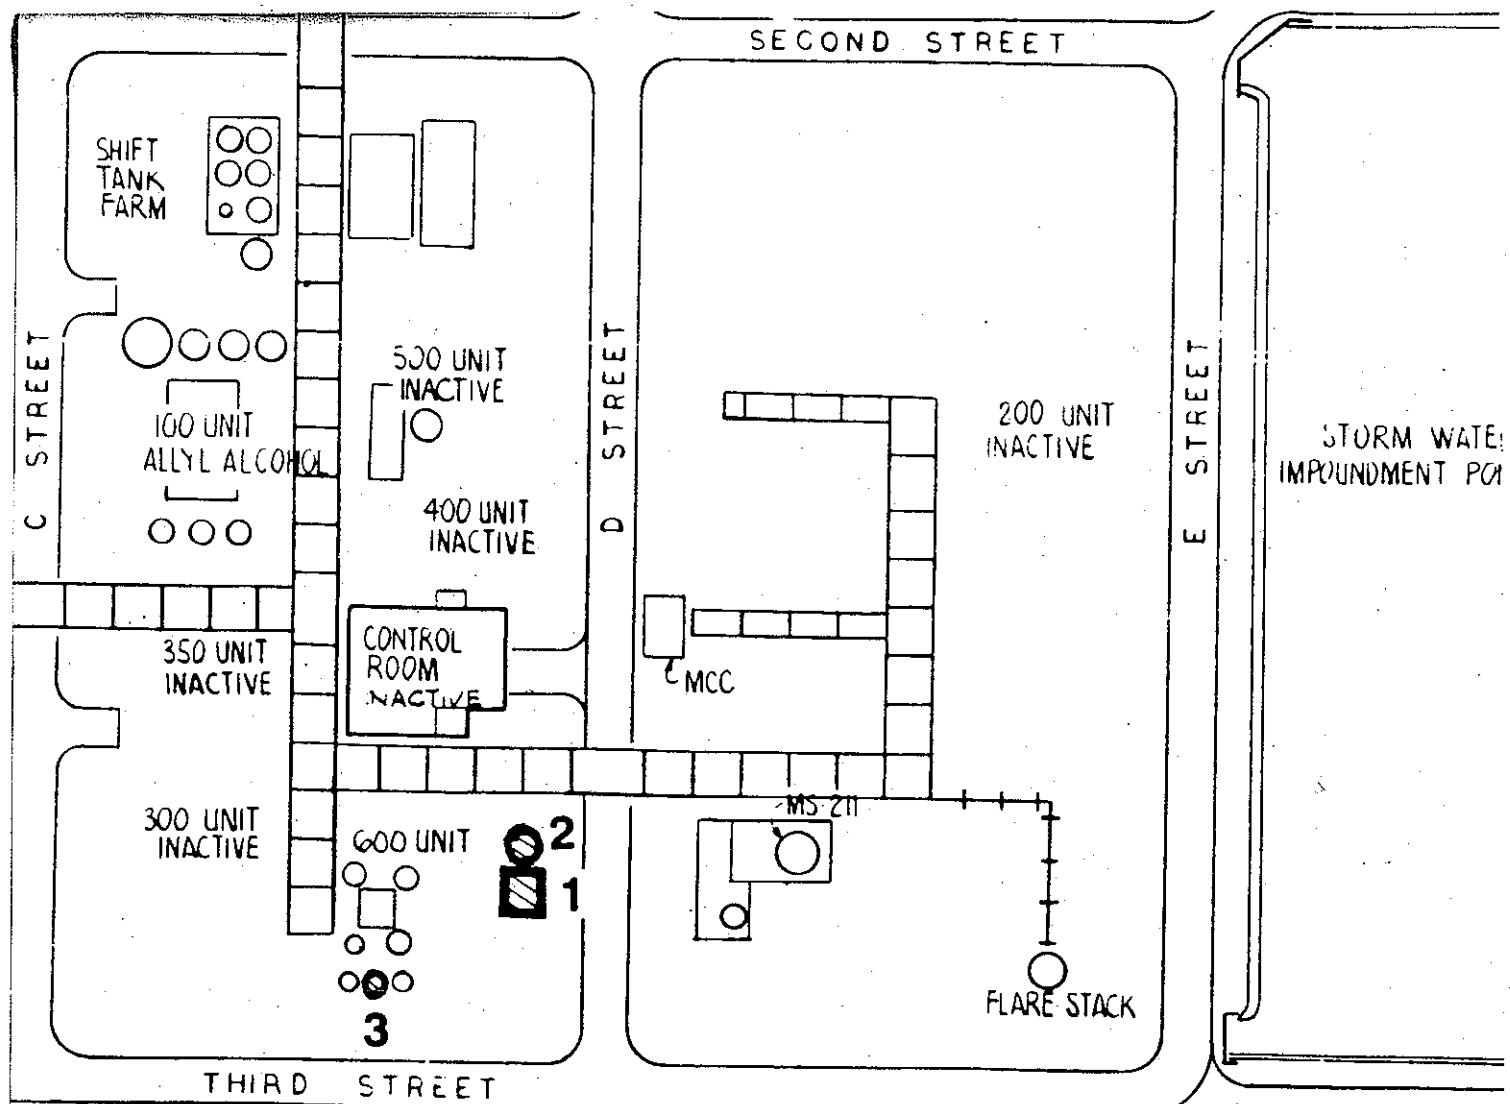 SECOND STREET
SHIFT
TANK
FARM
C STREET
D STREET
E STREET
500 UNIT
INACTIVE
100 UNIT
ALLYL ALCOHOL
400 UNIT
INACTIVE
200 UNIT
INACTIVE
STORM WATE
IMPOUNDMENT PO
350 UNIT
INACTIVE
CONTROL
ROOM
INACTIVE
MCC
300 UNIT
INACTIVE
600 UNIT
2
1
3
MS-211
FLARE STACK
THIRD STREET